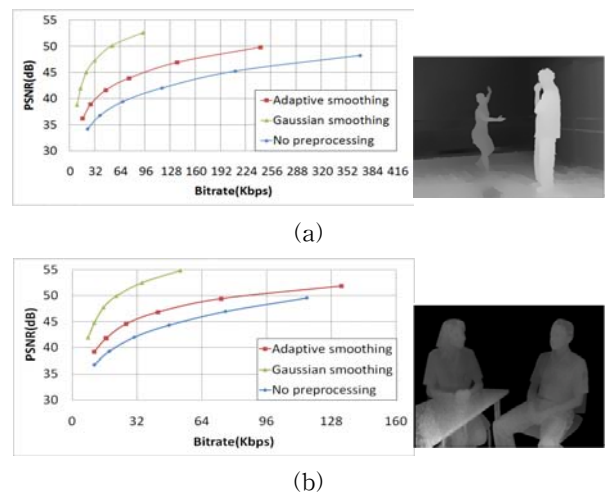 PSNR(dB)
55
50
45
40
35
30
Adaptive smoothing
Gaussian smoothing
No preprocessing
0 32 64 96 128 160 192 224 256 288 320 352 384 416
Bitrate(Kbps)
(a)
PSNR(dB)
55
50
45
40
35
30
Adaptive smoothing
Gaussian smoothing
No preprocessing
0 32 64 96 128 160
Bitrate(Kbps)
(b)